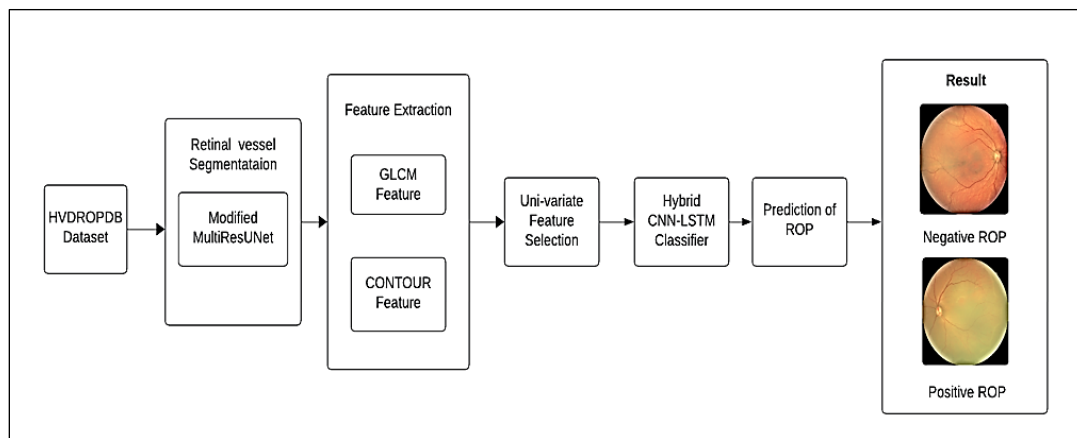 HVDROPDB
Dataset
Retinal vessel
Segmentataion
Modified
MultiResUNet
Feature Extraction
GLCM
Feature
CONTOUR
Feature
Uni-variate
Feature
Selection
Hybrid
CNN-LSTM
Classifier
Prediction of
ROP
Result
Negative ROP
Positive ROP